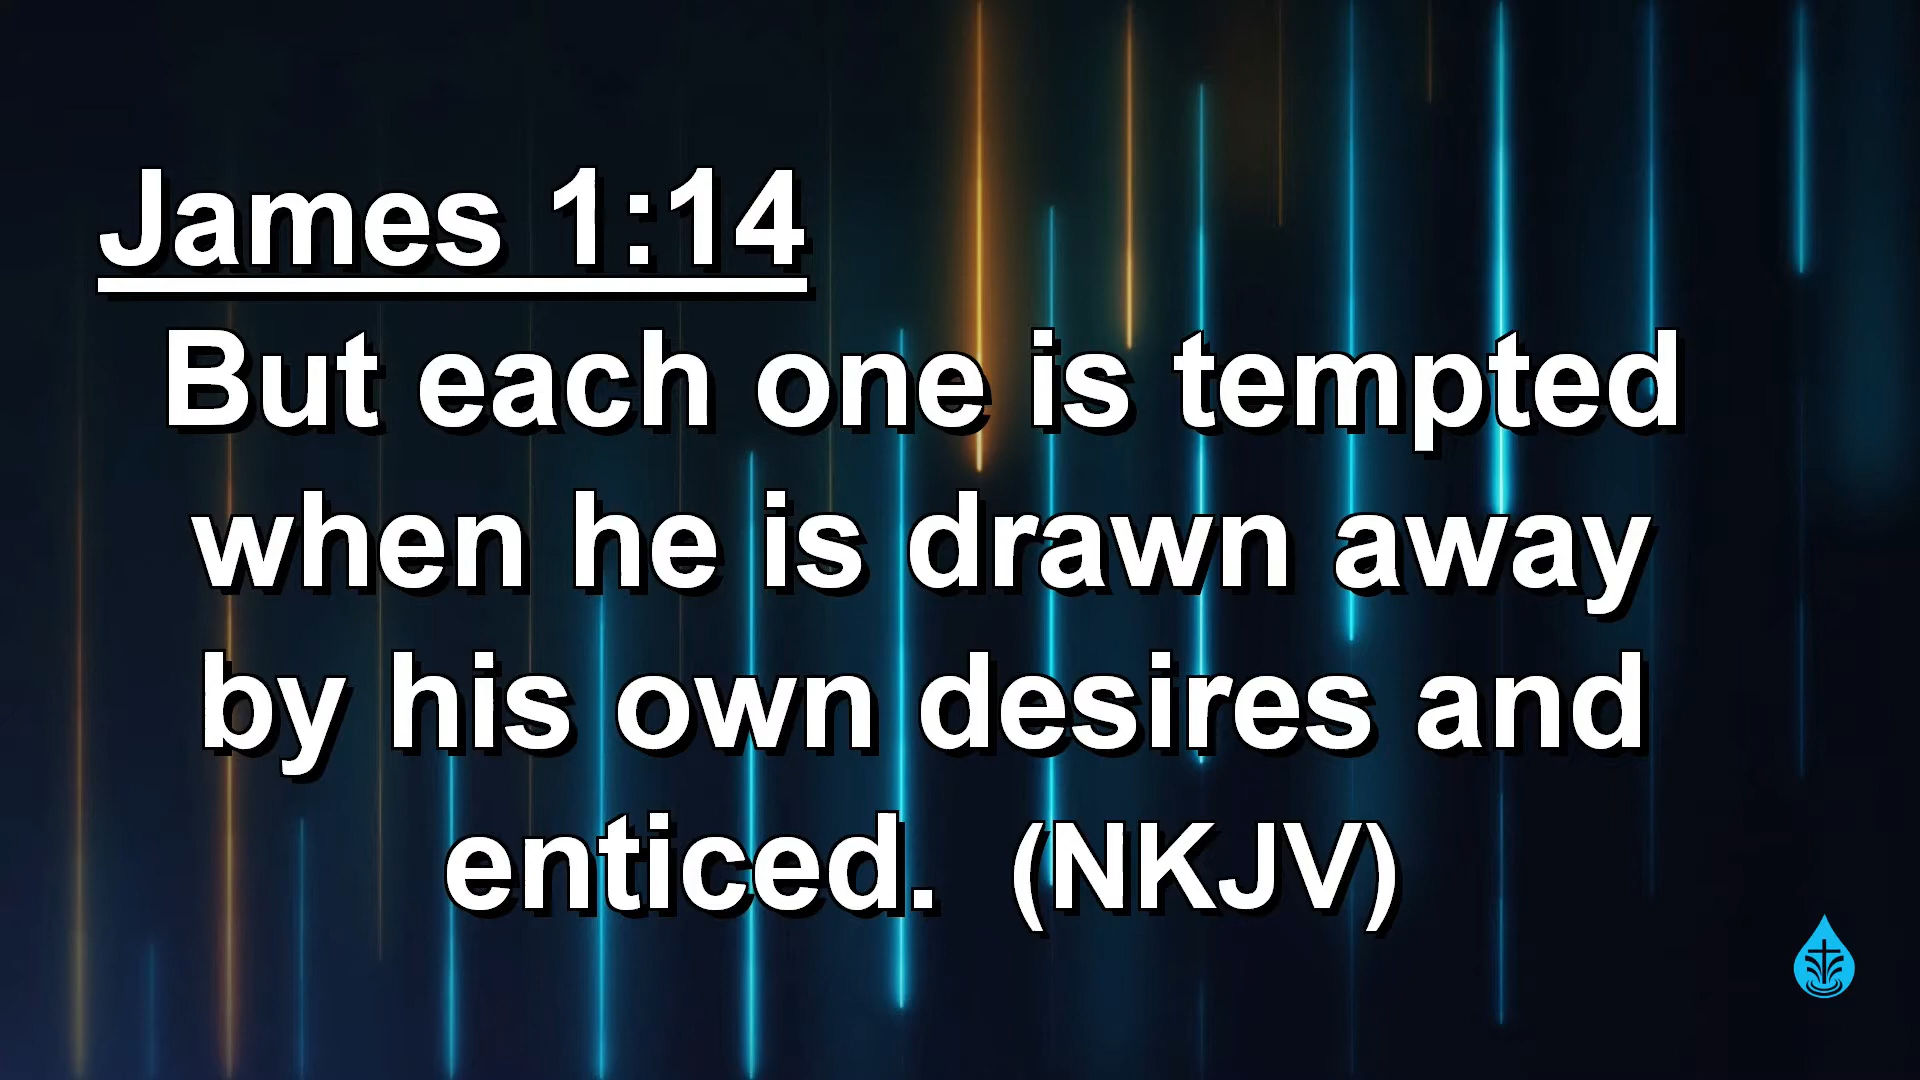 James 1:14
But each one is tempted
when he is drawn away
by his own desires and
enticed.  (NKJV)